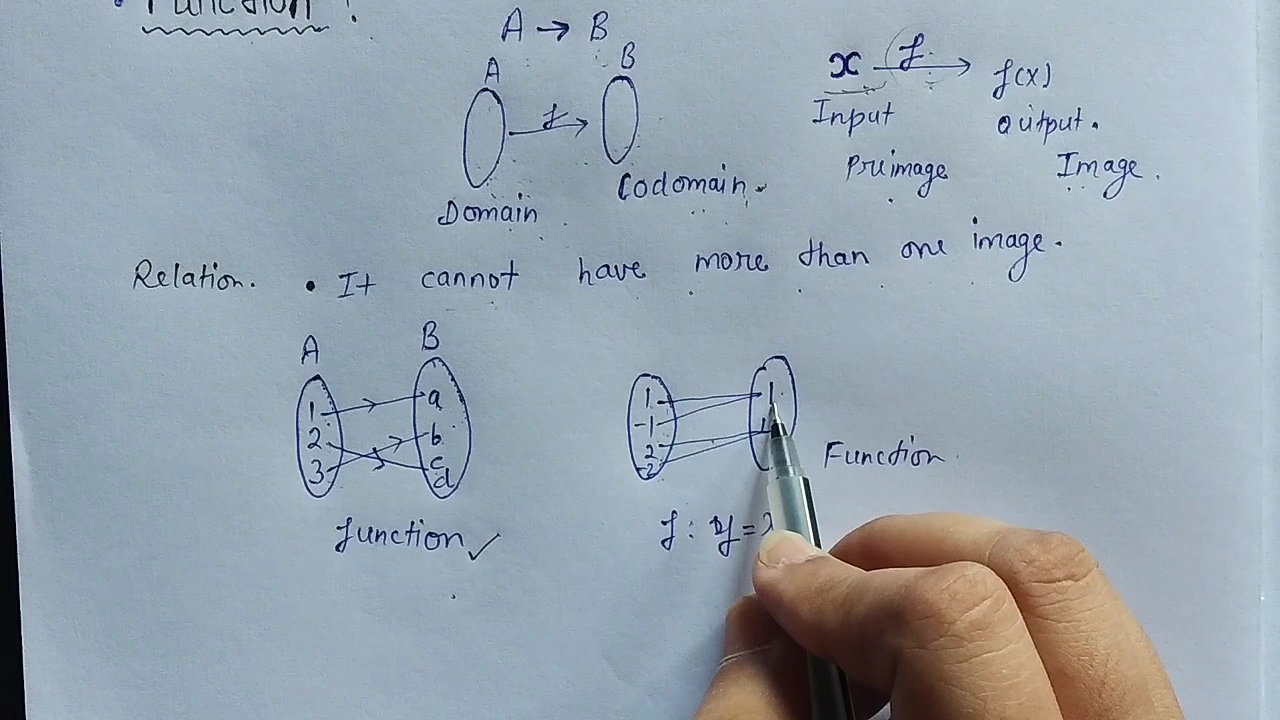 Function :
A → B
A f B
x f f(x)
Input Output.
Preimage Image.
Domain Codomain.
Relation. • It cannot have more than one image.
A B
1 a
2 b
3 c
d
function ✓
1 1
-1
2
-2
Function
f : y =